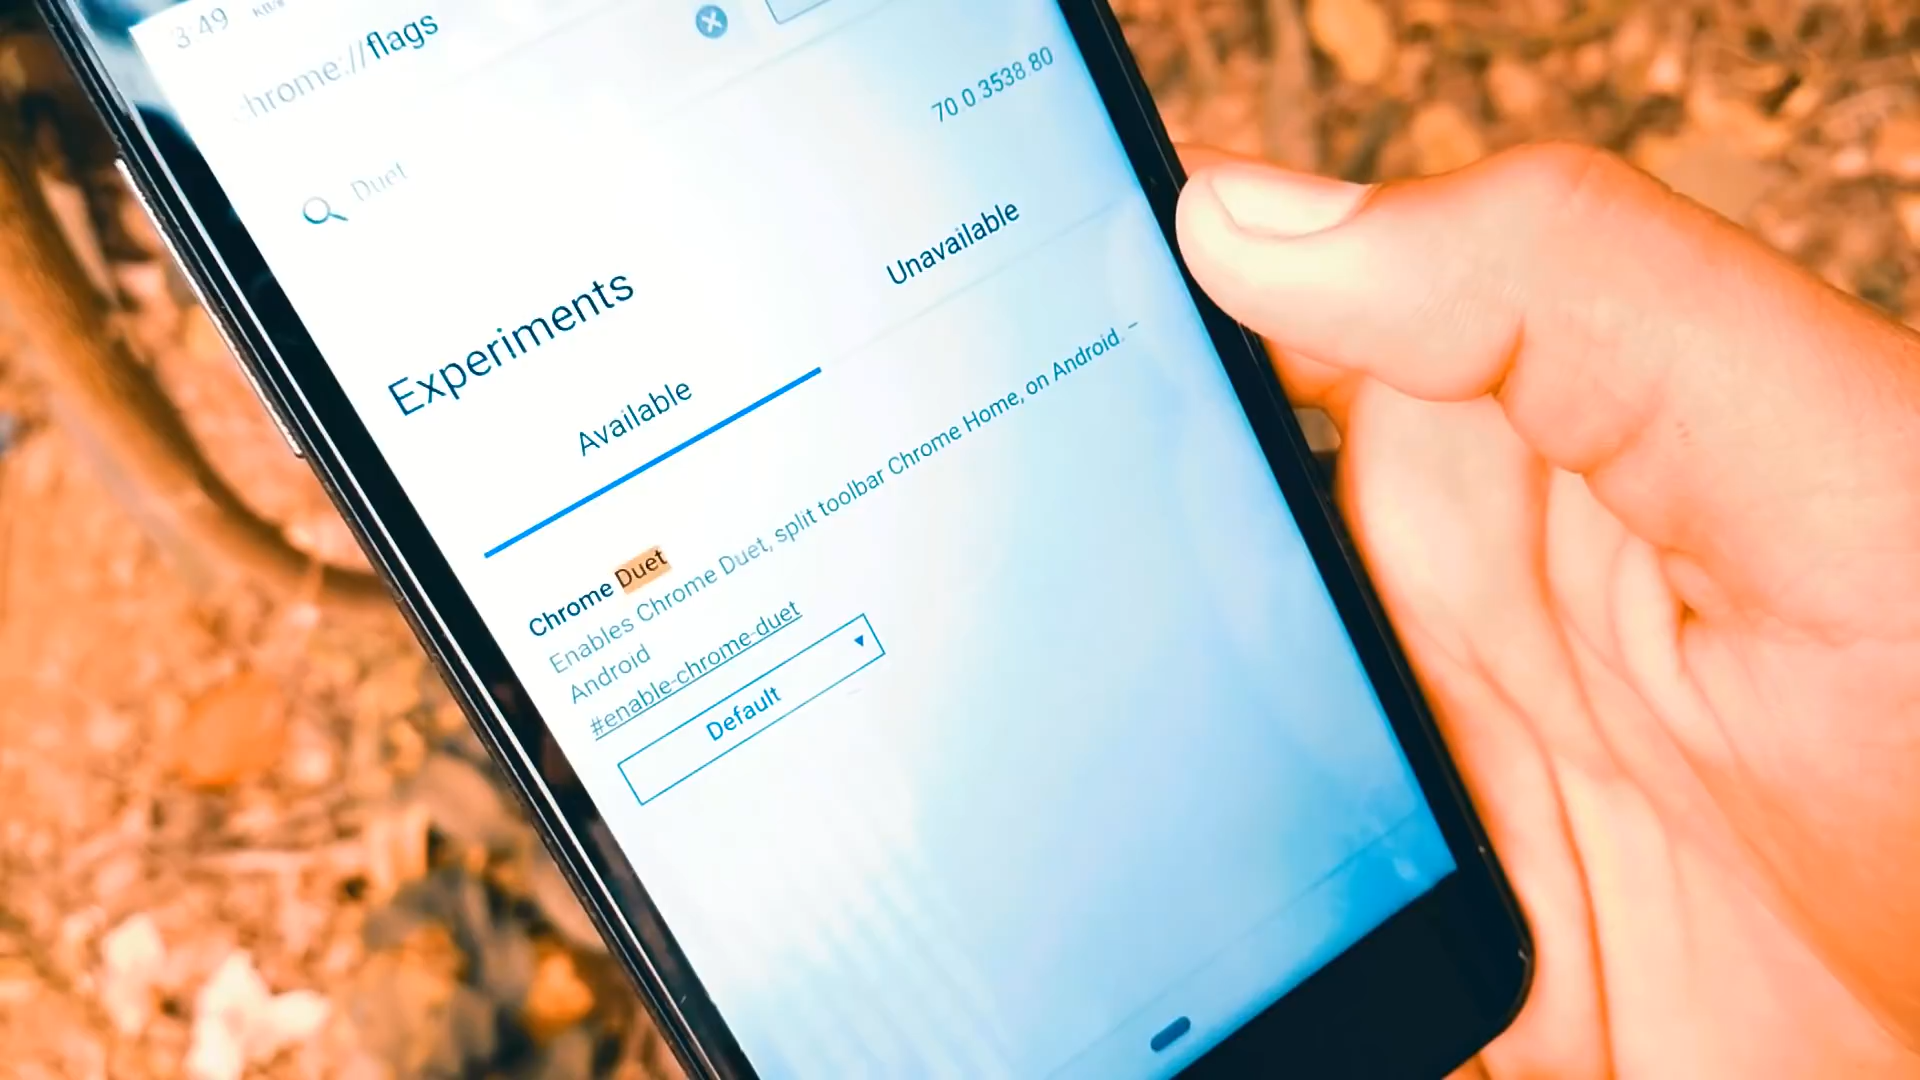 3:49
chrome://flags
70.0.3538.80
Duet
Experiments
Available
Unavailable
Chrome Duet
Enables Chrome Duet, split toolbar Chrome Home, on Android. –
Android
#enable-chrome-duet
Default